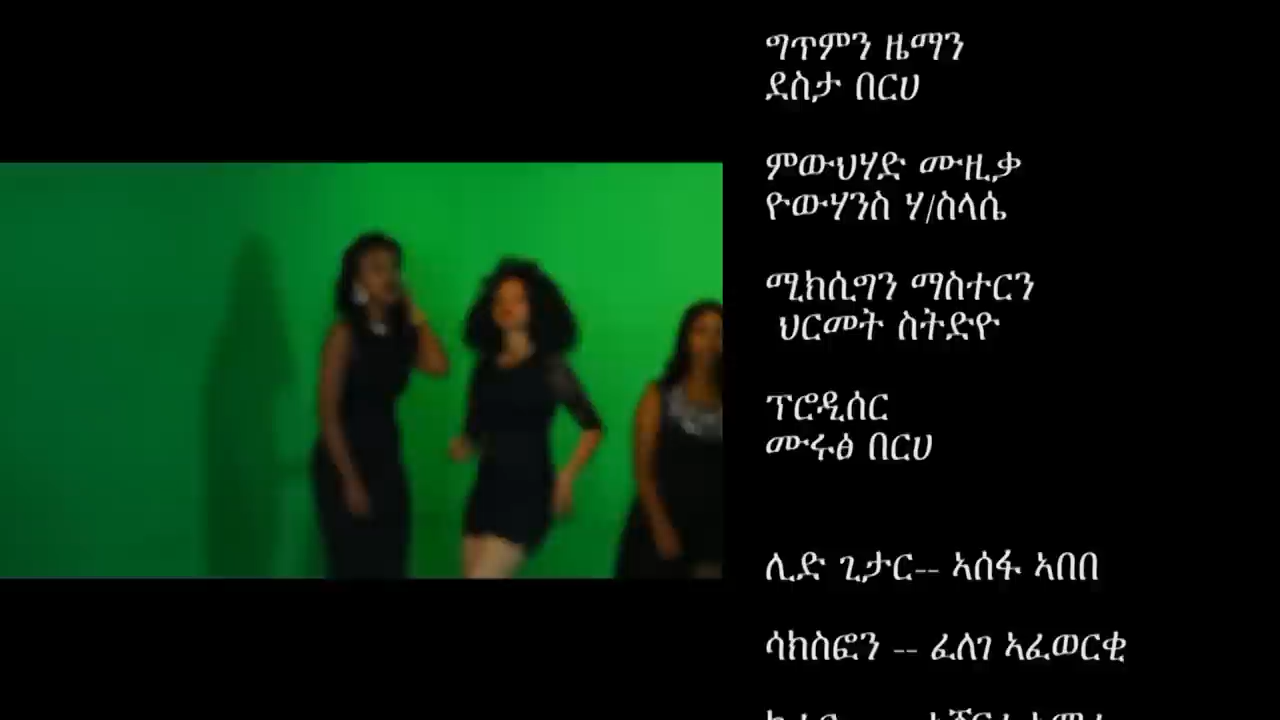 ግጥምን ዜማን
ደስታ በርሀ
ምውህሃድ ሙዚቃ
ዮውሃንስ ሃ/ስላሴ
ሚክሲግን ማስተርን
ህርመት ስትድዮ
ፕሮዲሰር
ሙሩፅ በርሀ
ሊድ ጊታር-- ኣሰፋ ኣበበ
ሳክስፎን -- ፈለገ ኣፈወርቂ